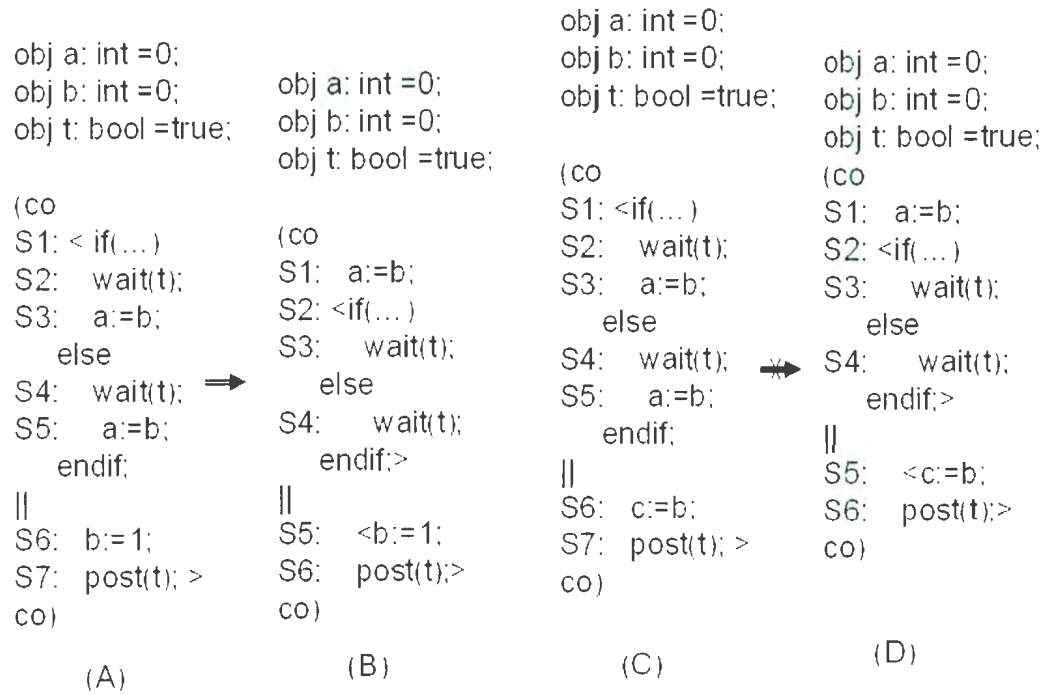 obj a: int =0;
obj b: int =0;
obj t: bool =true;
(co
S1: < if(...)
S2: wait(t);
S3: a:=b;
else
S4: wait(t);
S5: a:=b;
endif;
||
S6: b:=1;
S7: post(t); >
co)
(A)
obj a: int =0;
obj b: int =0;
obj t: bool =true;
(co
S1: a:=b;
S2: <if(...)
S3: wait(t);
else
S4: wait(t);
endif;>
||
S5: <b:=1;
S6: post(t);>
co)
(B)
obj a: int =0;
obj b: int =0;
obj t: bool =true;
(co
S1: <if(...)
S2: wait(t);
S3: a:=b;
else
S4: wait(t);
S5: a:=b;
endif;
||
S6: c:=b;
S7: post(t); >
co)
(C)
obj a: int =0;
obj b: int =0;
obj t: bool =true;
(co
S1: a:=b;
S2: <if(...)
S3: wait(t);
else
S4: wait(t);
endif;>
||
S5: <c:=b;
S6: post(t);>
co)
(D)